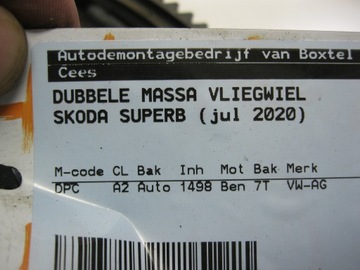 Autodemontagebedrijf van Boxtel
Cees
DUBBELE MASSA VLIEGWIEL
SKODA SUPERB (jul 2020)
M-code CL Bak Inh Mot Bak Merk
DPC A2 Auto 1498 Ben 7T VW-AG